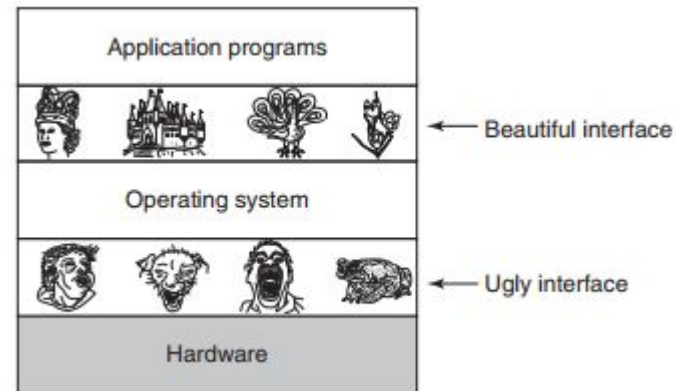 Application programs
Beautiful interface
Operating system
Ugly interface
Hardware